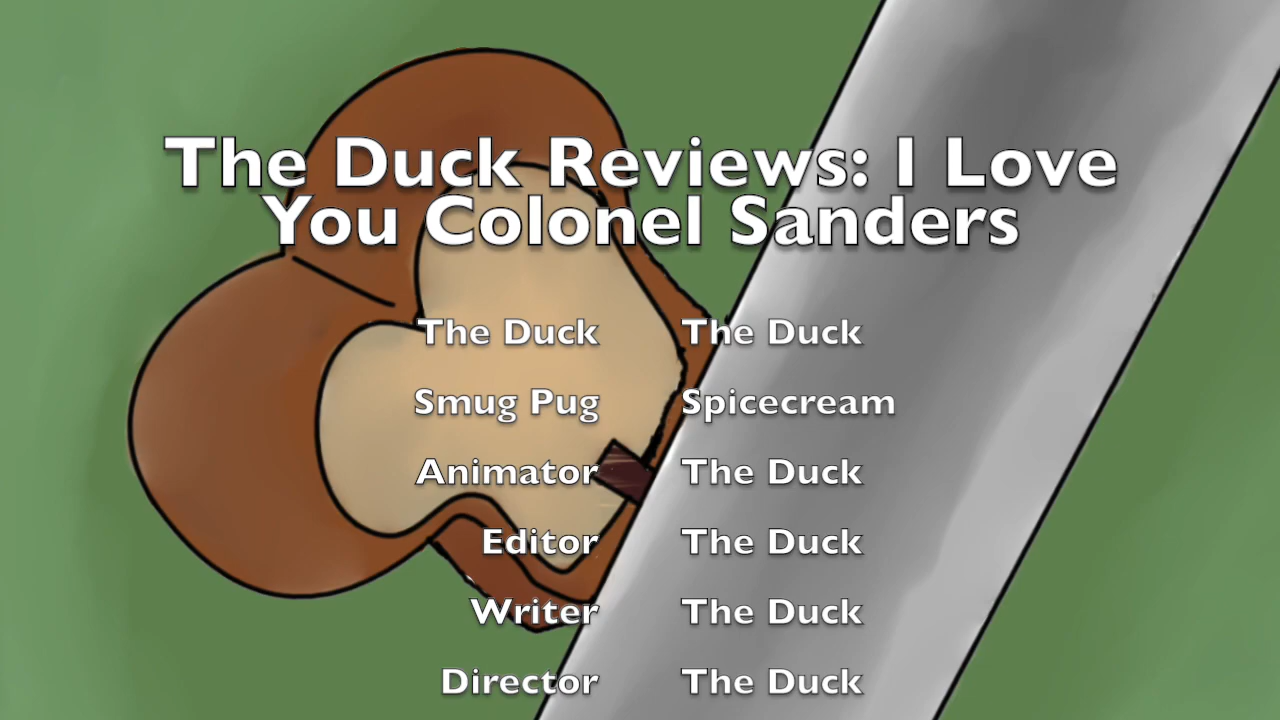 The Duck Reviews: I Love
You Colonel Sanders
The Duck The Duck
Smug Pug Spicecream
Animator The Duck
Editor The Duck
Writer The Duck
Director The Duck